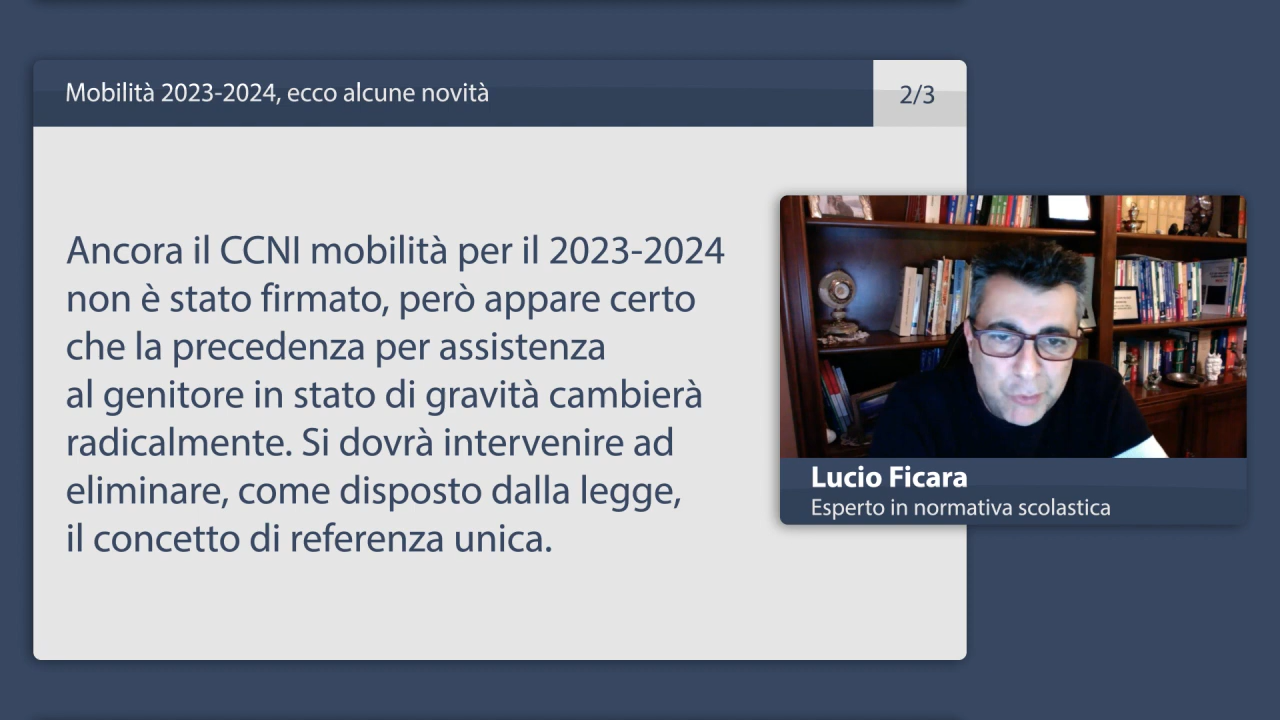 Mobilità 2023-2024, ecco alcune novità
2/3
Ancora il CCNI mobilità per il 2023-2024
non è stato firmato, però appare certo
che la precedenza per assistenza
al genitore in stato di gravità cambierà
radicalmente. Si dovrà intervenire ad
eliminare, come disposto dalla legge,
il concetto di referenza unica.
Lucio Ficara
Esperto in normativa scolastica